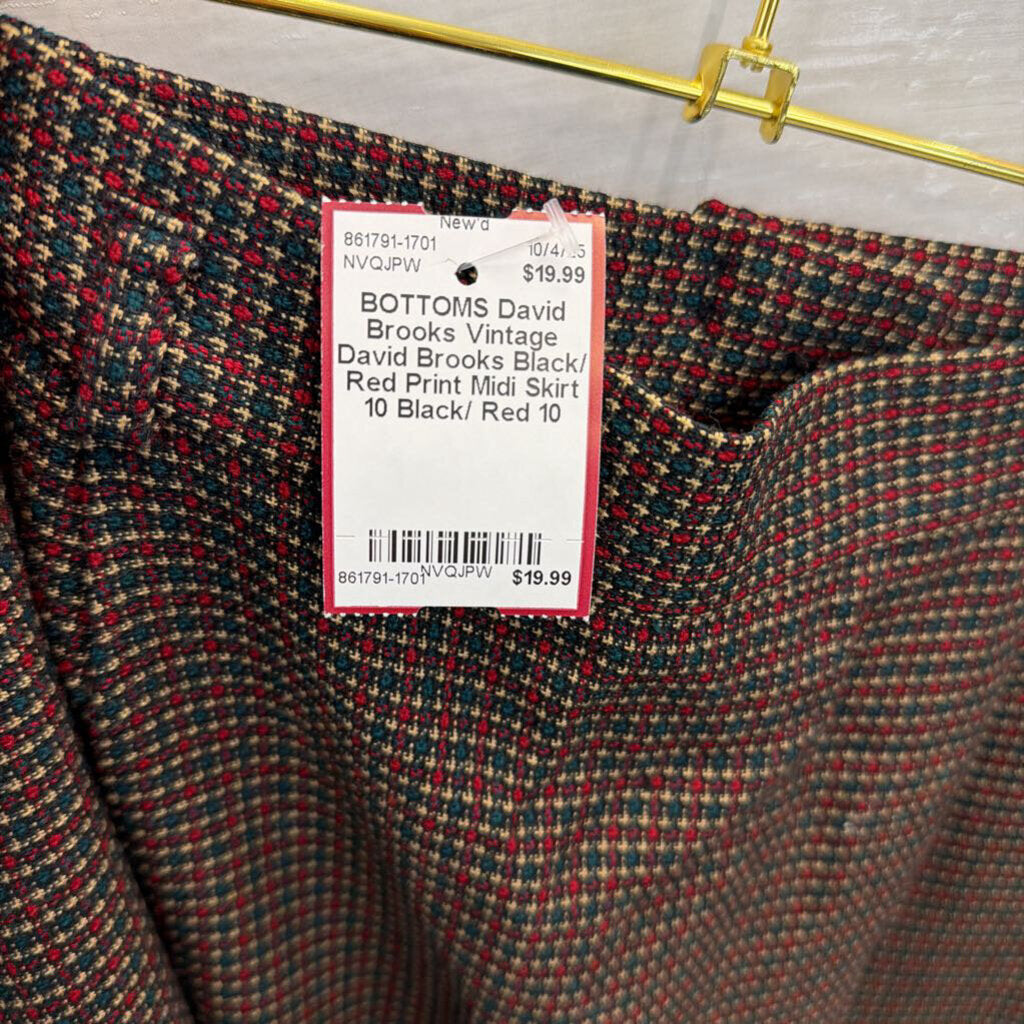 New'd
861791-1701
NVQJPW
$19.99
BOTTOMS David
Brooks Vintage
David Brooks Black/
Red Print Midi Skirt
10 Black/ Red 10
861791-1701
NVQJPW
$19.99